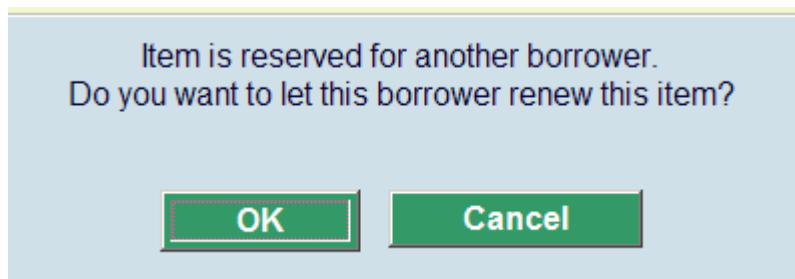 Item is reserved for another borrower.
Do you want to let this borrower renew this item?
OK
Cancel